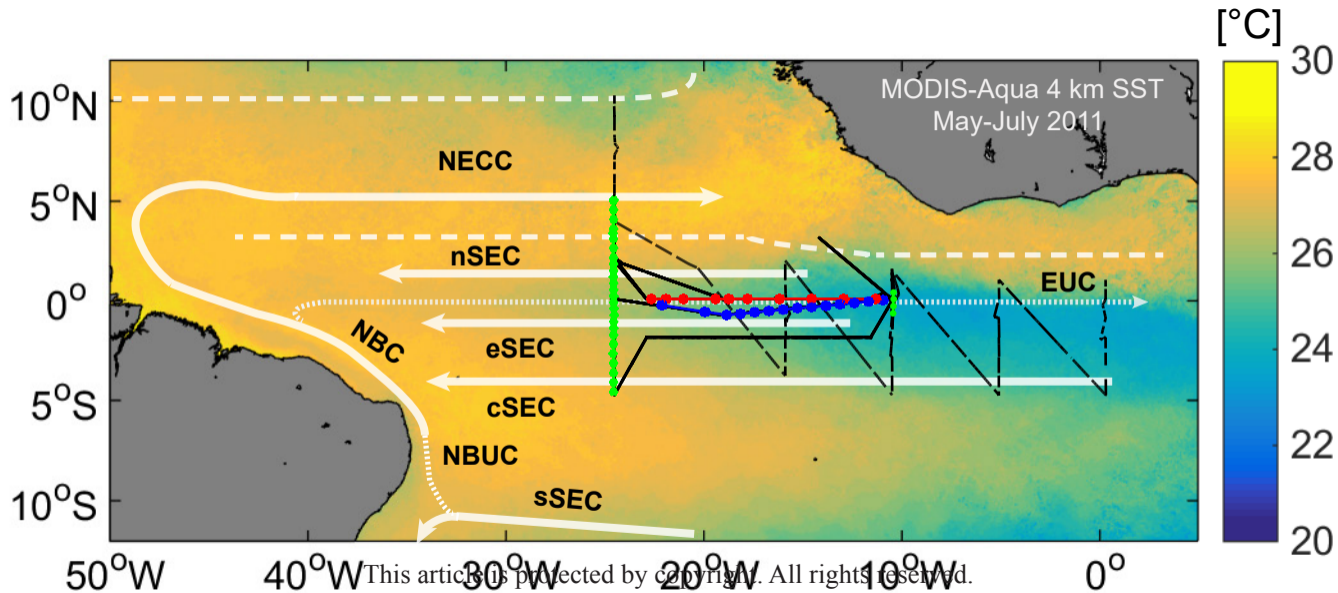 [°C]
MODIS-Aqua 4 km SST
May-July 2011
10°N
5°N
0°
5°S
10°S
NECC
nSEC
EUC
NBC
eSEC
cSEC
NBUC
sSEC
30
28
26
24
22
20
50°W 40°W 20°W 10°W 0°
This article is protected by copyright. All rights reserved.